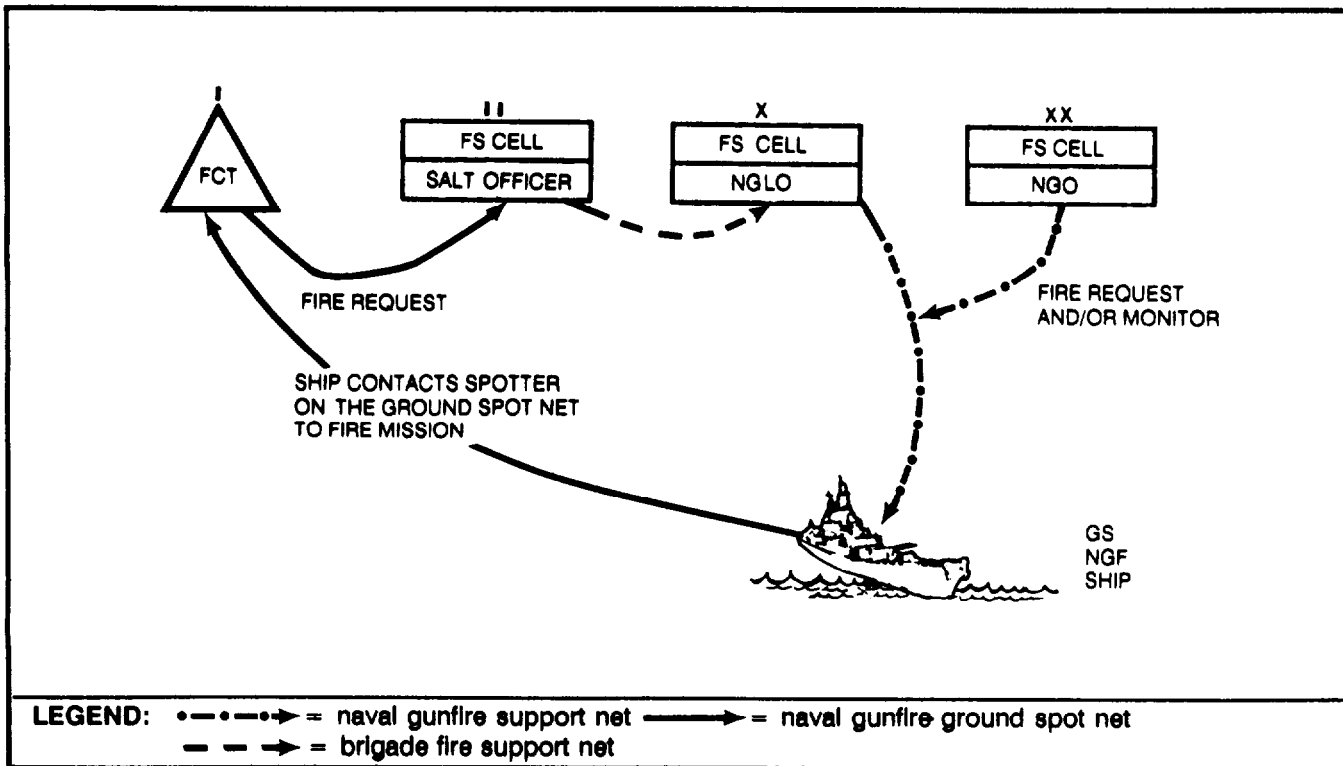 I
FCT
II
FS CELL
SALT OFFICER
X
FS CELL
NGLO
XX
FS CELL
NGO
FIRE REQUEST
FIRE REQUEST
AND/OR MONITOR
SHIP CONTACTS SPOTTER
ON THE GROUND SPOT NET
TO FIRE MISSION
GS
NGF
SHIP
LEGEND: = naval gunfire support net = naval gunfire ground spot net
= brigade fire support net